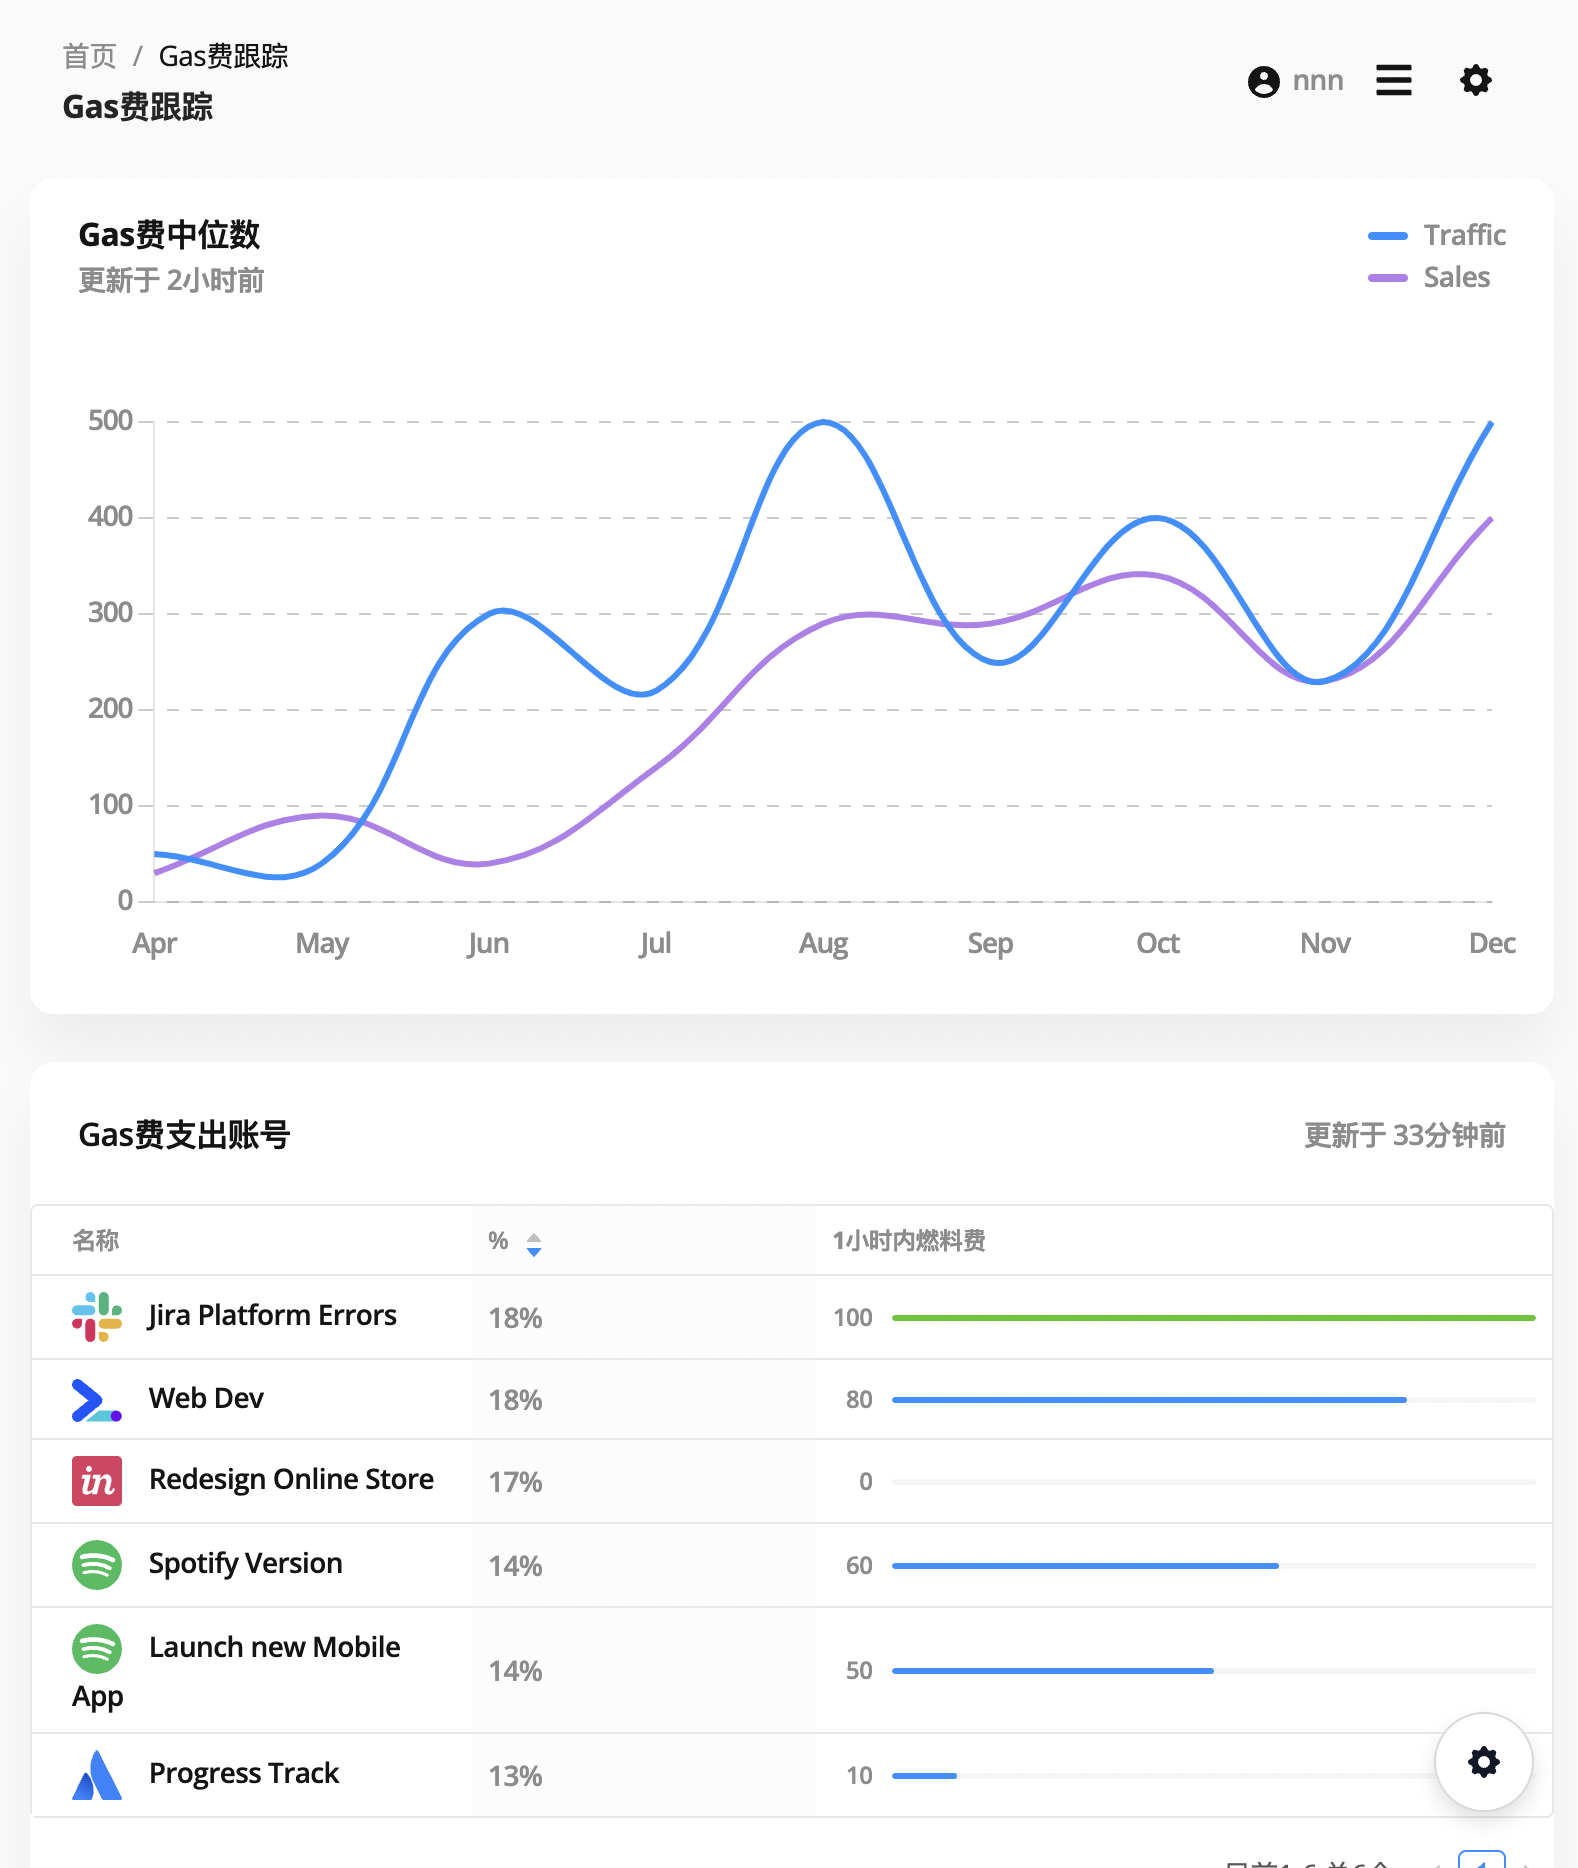 首页 / Gas费跟踪
Gas费跟踪
nnn
Gas费中位数
更新于 2小时前
Traffic
Sales
500
400
300
200
100
0
Apr May Jun Jul Aug Sep Oct Nov Dec
Gas费支出账号
更新于 33分钟前
名称 % 1小时内燃料费
Jira Platform Errors 18% 100
Web Dev 18% 80
in
Redesign Online Store 17% 0
Spotify Version 14% 60
Launch new Mobile
App
14% 50
Progress Track 13% 10